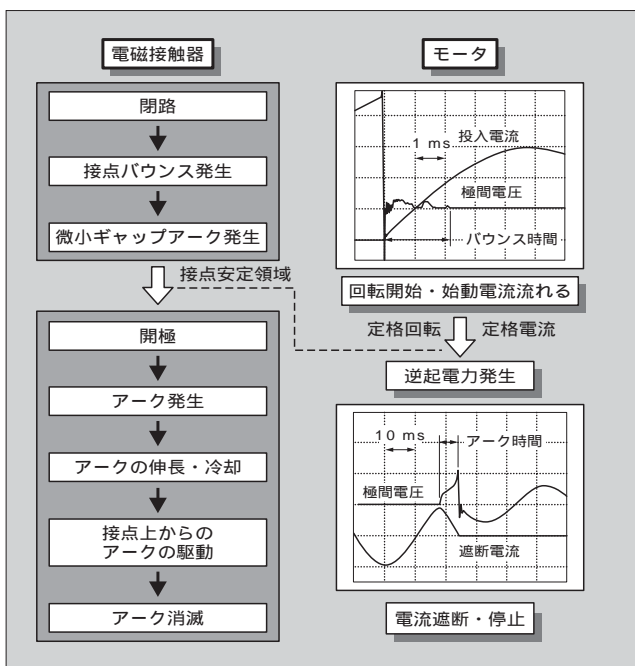 電磁接触器
閉路
接点バウンス発生
微小ギャップアーク発生
接点安定領域
開極
アーク発生
アークの伸長・冷却
接点上からの
アークの駆動
アーク消滅
モータ
1 ms
投入電流
極間電圧
バウンス時間
回転開始・始動電流流れる
定格回転
定格電流
逆起電力発生
10 ms
アーク時間
極間電圧
遮断電流
電流遮断・停止